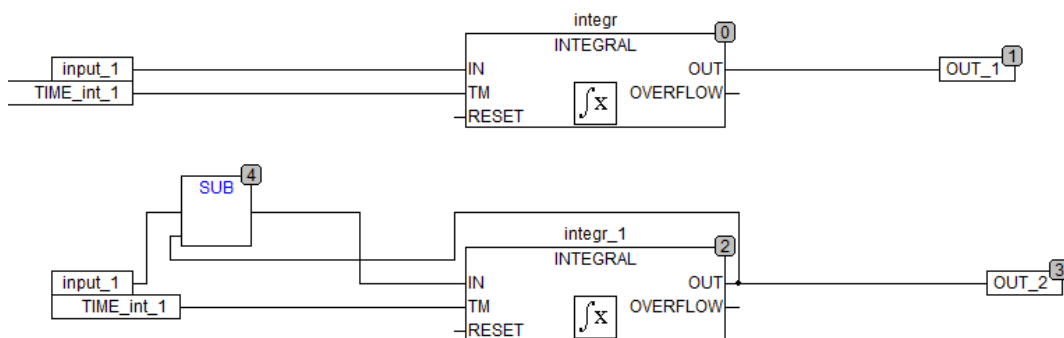 integr
0
INTEGRAL
input_1 IN OUT OUT_1 1
TIME_int_1 TM OVERFLOW
RESET
∫x
SUB 4
integr_1
2
INTEGRAL
input_1 IN OUT OUT_2 3
TIME_int_1 TM OVERFLOW
RESET
∫x